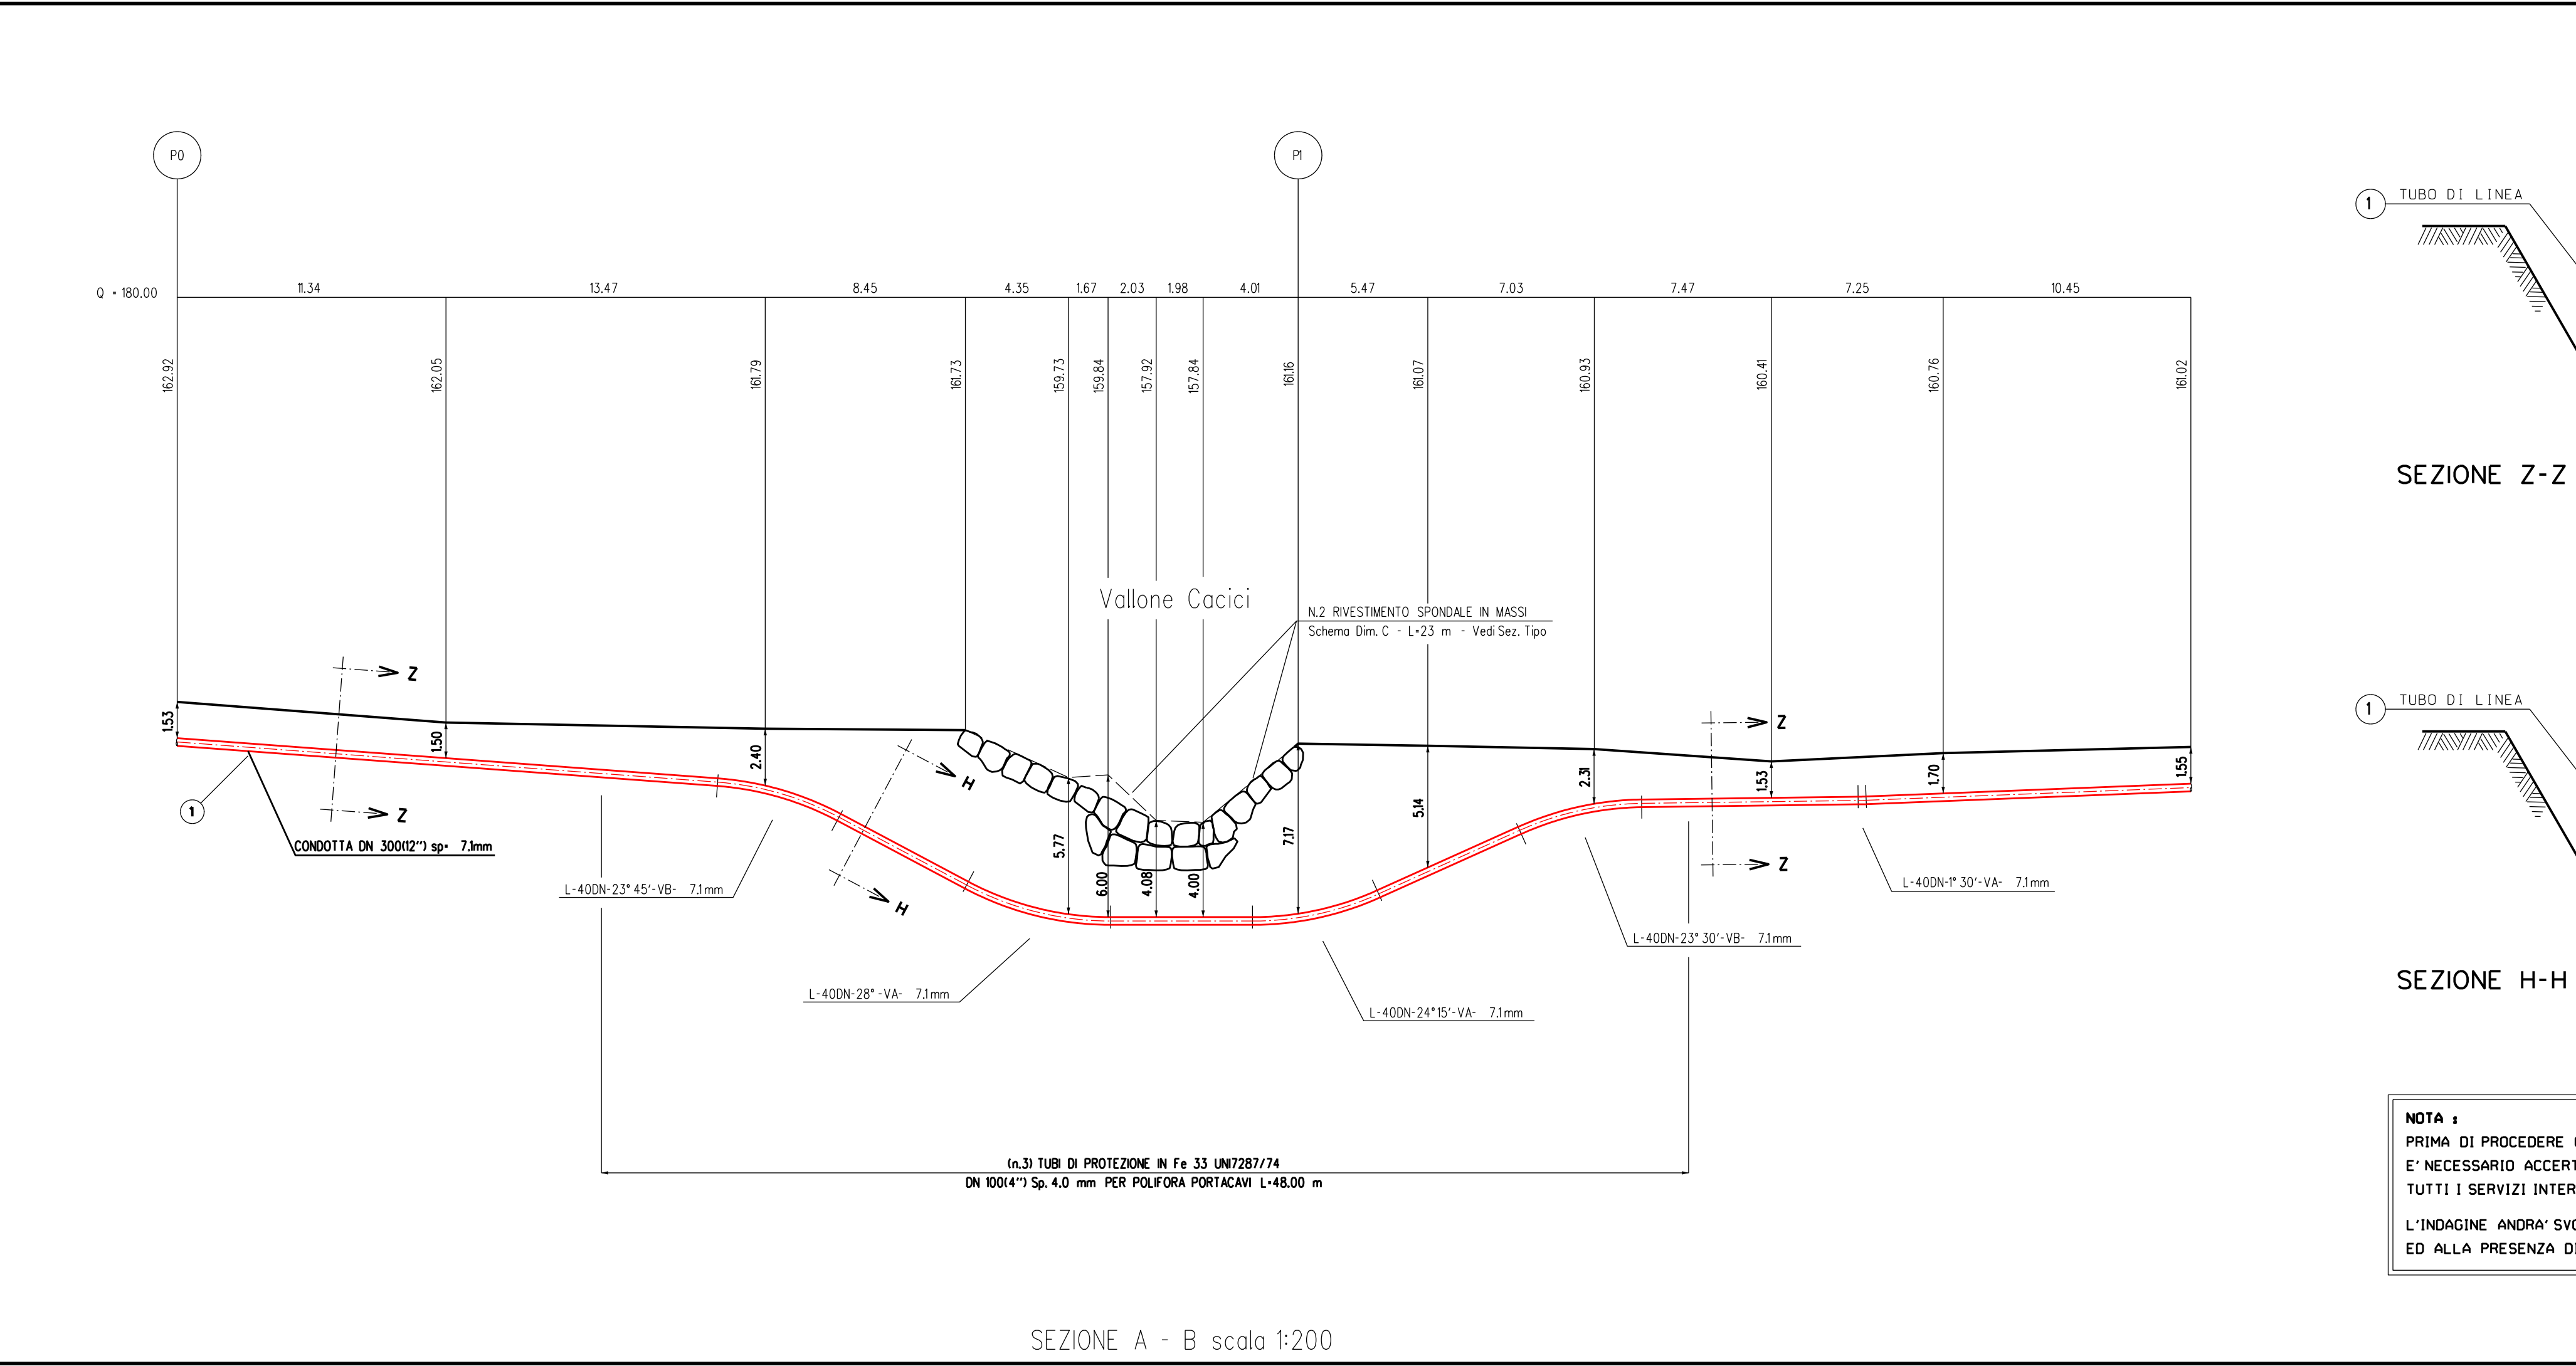 P0
P1
Q = 180.00
11.34
13.47
8.45
4.35
1.67
2.03
1.98
4.01
5.47
7.03
7.47
7.25
10.45
162.92
162.05
161.79
161.73
159.73
159.84
157.92
157.84
161.16
161.07
160.93
160.41
160.76
161.02
Vallone Cacici
N.2 RIVESTIMENTO SPONDALE IN MASSI
Schema Dim. C - L=23 m - Vedi Sez. Tipo
Z
Z
H
H
Z
Z
1.53
1.50
2.40
5.77
6.00
4.08
4.00
7.17
5.14
2.31
1.53
1.70
1.55
1
CONDOTTA DN 300(12'') sp= 7.1mm
L-40DN-23° 45'-VB- 7.1mm
L-40DN-28° -VA- 7.1mm
L-40DN-24°15'-VA- 7.1mm
L-40DN-23° 30'-VB- 7.1mm
L-40DN-1° 30'-VA- 7.1mm
(n.3) TUBI DI PROTEZIONE IN Fe 33 UNI7287/74
DN 100(4'') Sp. 4.0 mm PER POLIFORA PORTACAVI L=48.00 m
SEZIONE A - B scala 1:200
1 TUBO DI LINEA
SEZIONE Z-Z
1 TUBO DI LINEA
SEZIONE H-H
NOTA :
PRIMA DI PROCEDERE
E' NECESSARIO ACCERT
TUTTI I SERVIZI INTER
L'INDAGINE ANDRA' SVO
ED ALLA PRESENZA DI